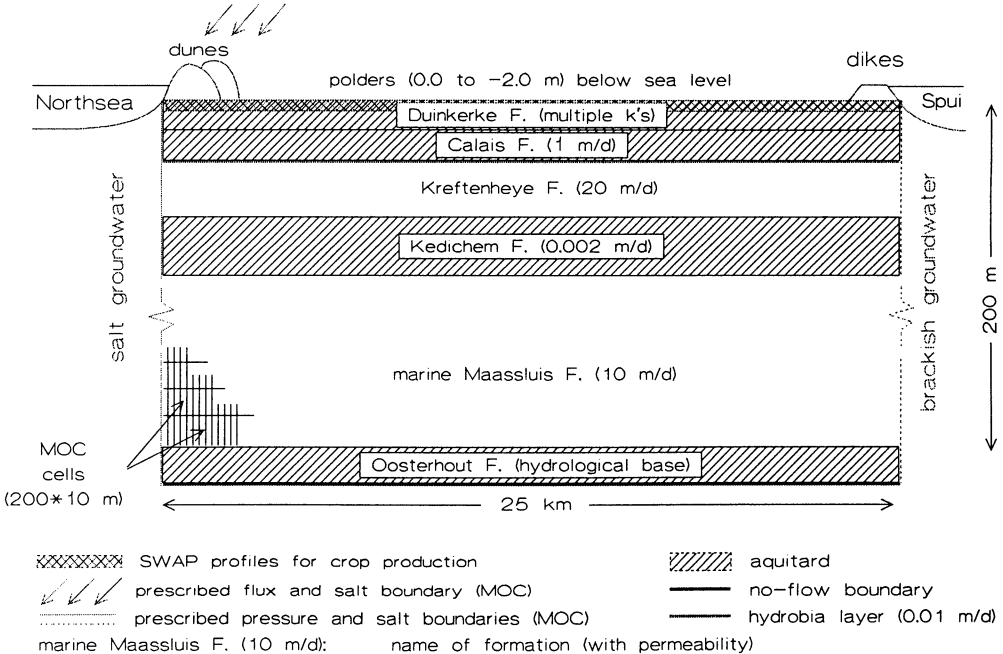 dunes
dikes
polders (0.0 to -2.0 m) below sea level
Northsea
Spui
Duinkerke F. (multiple k's)
Calais F. (1 m/d)
Kreftenheye F. (20 m/d)
Kedichem F. (0.002 m/d)
salt groundwater
brackish groundwater
200 m
marine Maassluis F. (10 m/d)
MOC
cells
(200*10 m)
Oosterhout F. (hydrological base)
25 km
SWAP profiles for crop production
aquitard
prescribed flux and salt boundary (MOC)
no-flow boundary
prescribed pressure and salt boundaries (MOC)
hydrobia layer (0.01 m/d)
marine Maassluis F. (10 m/d): name of formation (with permeability)